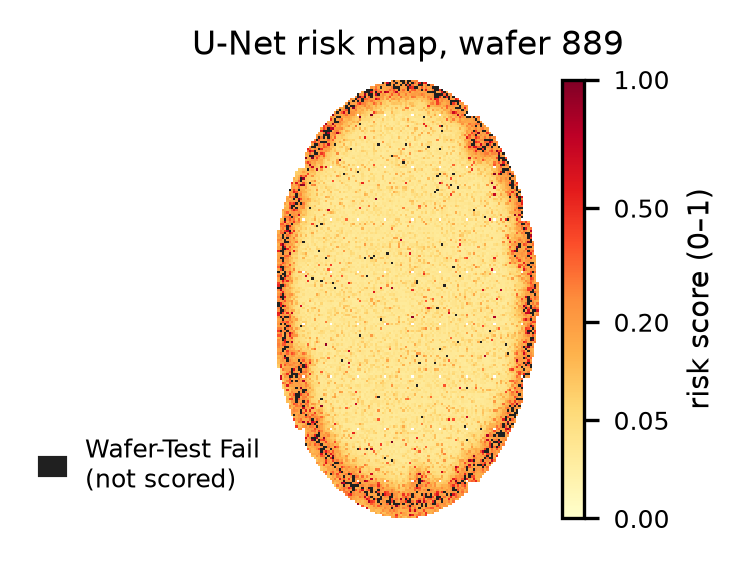 U-Net risk map, wafer 889
1.00
0.50
0.20
0.05
0.00
risk score (0–1)
Wafer-Test Fail
(not scored)